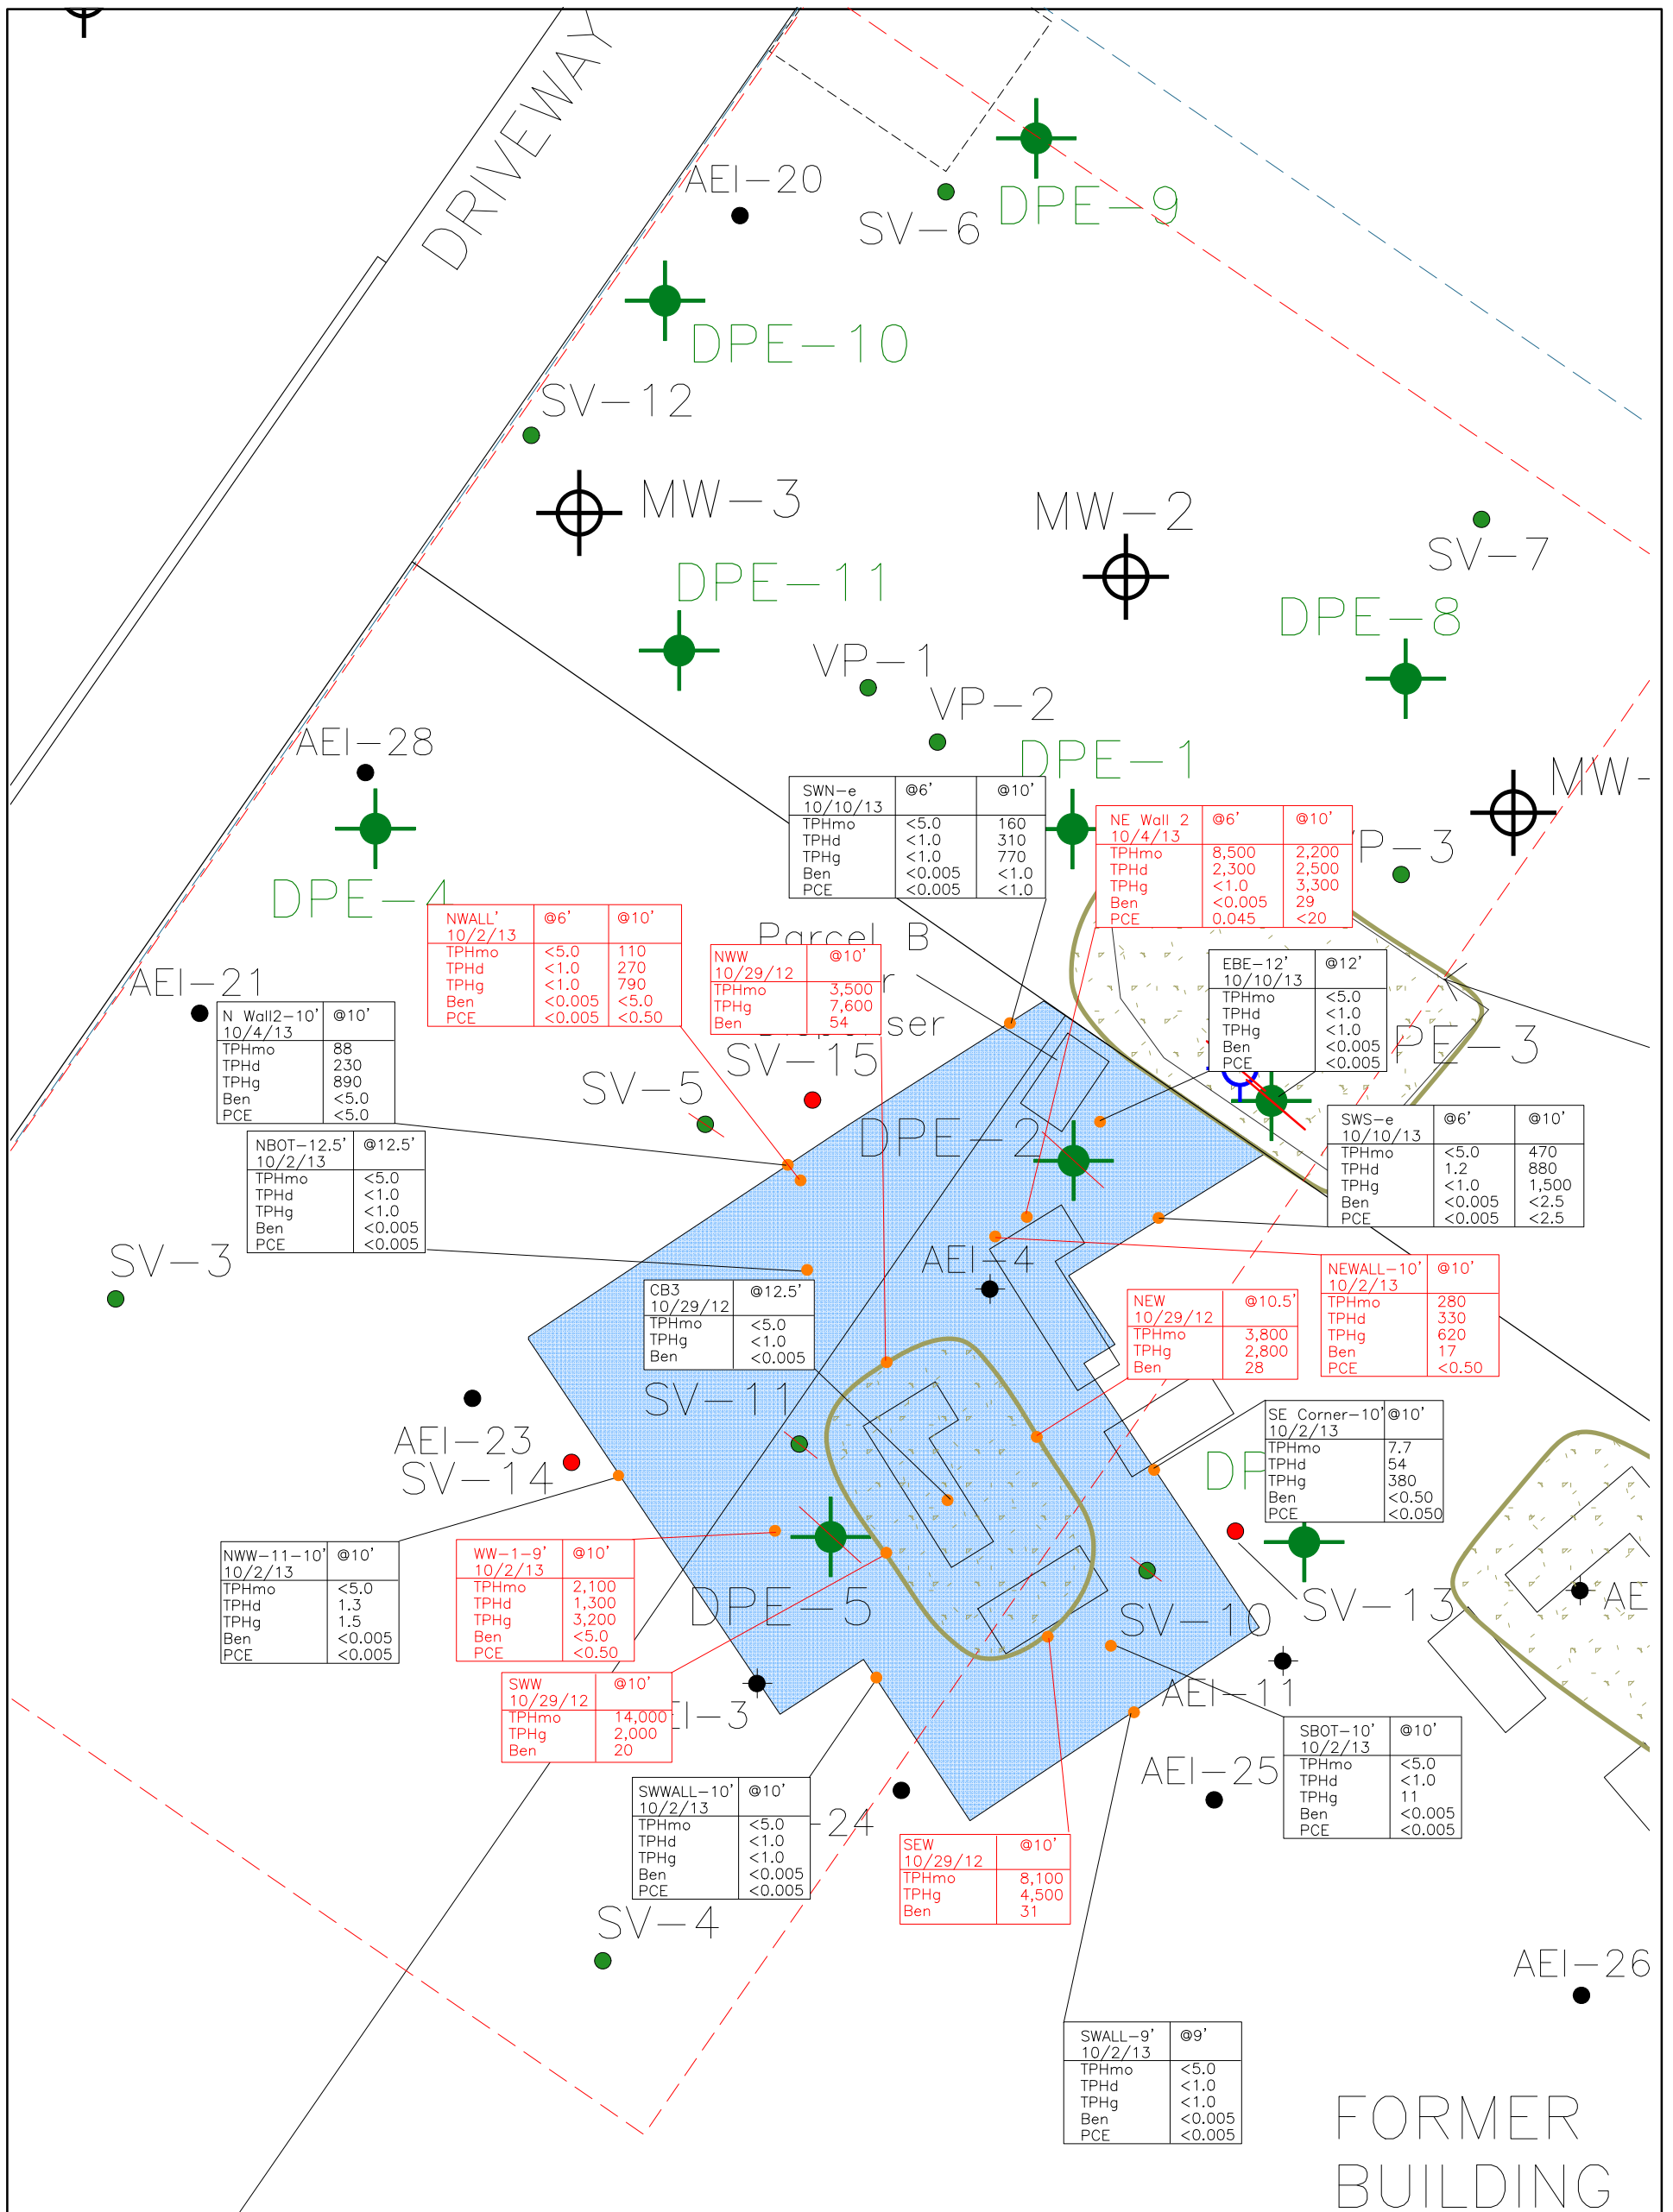 DRIVEWAY
AEI-20
SV-6
DPE-9
DPE-10
SV-12
MW-3
MW-2
SV-7
DPE-11
DPE-8
VP-1
VP-2
AEI-28
DPE-1
MW-
DPE-4
P-3
SWN-e @6' @10'
10/10/13
TPHmo <5.0 160
TPHd <1.0 310
TPHg <1.0 770
Ben <0.005 <1.0
PCE <0.005 <1.0
NE Wall 2 @6' @10'
10/4/13
TPHmo 8,500 2,200
TPHd 2,300 2,500
TPHg <1.0 3,300
Ben <0.005 29
PCE 0.045 <20
NWALL' @6' @10'
10/2/13
TPHmo <5.0 110
TPHd <1.0 270
TPHg <1.0 790
Ben <0.005 <5.0
PCE <0.005 <0.50
Parcel B
NWW @10'
10/29/12
TPHmo 3,500
TPHg 7,600
Ben 54
r
ser
EBE-12' @12'
10/10/13
TPHmo <5.0
TPHd <1.0
TPHg <1.0
Ben <0.005
PCE <0.005
PE-3
AEI-21
N Wall2-10' @10'
10/4/13
TPHmo 88
TPHd 230
TPHg 890
Ben <5.0
PCE <5.0
SV-15
SV-5
DPE-2
NBOT-12.5' @12.5'
10/2/13
TPHmo <5.0
TPHd <1.0
TPHg <1.0
Ben <0.005
PCE <0.005
SWS-e @6' @10'
10/10/13
TPHmo <5.0 470
TPHd 1.2 880
TPHg <1.0 1,500
Ben <0.005 <2.5
PCE <0.005 <2.5
SV-3
AEI-4
CB3 @12.5'
10/29/12
TPHmo <5.0
TPHg <1.0
Ben <0.005
NEW @10.5'
10/29/12
TPHmo 3,800
TPHg 2,800
Ben 28
NEWALL-10' @10'
10/2/13
TPHmo 280
TPHd 330
TPHg 620
Ben 17
PCE <0.50
SV-11
AEI-23
SV-14
SE Corner-10' @10'
10/2/13
TPHmo 7.7
TPHd 54
TPHg 380
Ben <0.50
PCE <0.050
DP
NWW-11-10' @10'
10/2/13
TPHmo <5.0
TPHd 1.3
TPHg 1.5
Ben <0.005
PCE <0.005
WW-1-9' @10'
10/2/13
TPHmo 2,100
TPHd 1,300
TPHg 3,200
Ben <5.0
PCE <0.50
DPE-5
SV-10
SV-13
AE
SWW @10'
10/29/12
TPHmo 14,000
TPHg 2,000
Ben 20
EI-3
AEI-11
AEI-25
SBOT-10' @10'
10/2/13
TPHmo <5.0
TPHd <1.0
TPHg 11
Ben <0.005
PCE <0.005
SWWALL-10' @10'
10/2/13
TPHmo <5.0
TPHd <1.0
TPHg <1.0
Ben <0.005
PCE <0.005
-24
SEW @10'
10/29/12
TPHmo 8,100
TPHg 4,500
Ben 31
SV-4
AEI-26
SWALL-9' @9'
10/2/13
TPHmo <5.0
TPHd <1.0
TPHg <1.0
Ben <0.005
PCE <0.005
FORMER
BUILDING